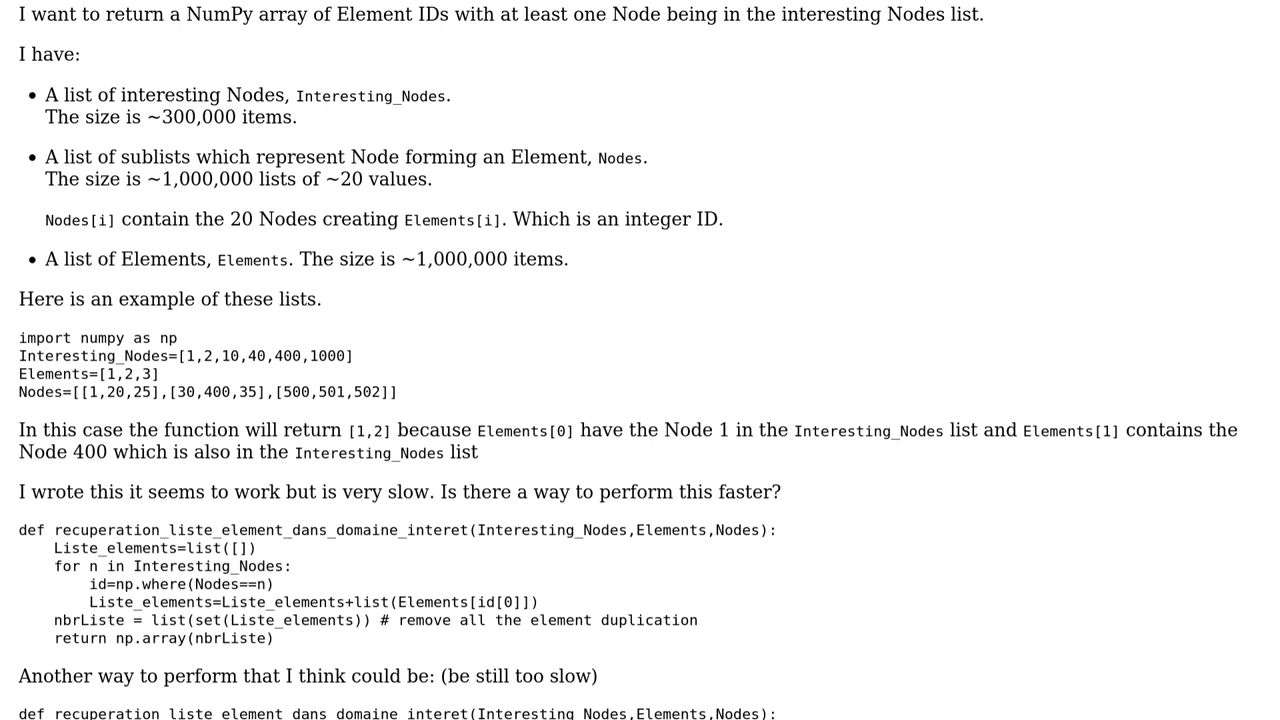 I want to return a NumPy array of Element IDs with at least one Node being in the interesting Nodes list.
I have:
• A list of interesting Nodes, Interesting_Nodes.
The size is ~300,000 items.
• A list of sublists which represent Node forming an Element, Nodes.
The size is ~1,000,000 lists of ~20 values.
Nodes[i] contain the 20 Nodes creating Elements[i]. Which is an integer ID.
• A list of Elements, Elements. The size is ~1,000,000 items.
Here is an example of these lists.
import numpy as np
Interesting_Nodes=[1,2,10,40,400,1000]
Elements=[1,2,3]
Nodes=[[1,20,25],[30,400,35],[500,501,502]]
In this case the function will return [1,2] because Elements[0] have the Node 1 in the Interesting_Nodes list and Elements[1] contains the
Node 400 which is also in the Interesting_Nodes list
I wrote this it seems to work but is very slow. Is there a way to perform this faster?
def recuperation_liste_element_dans_domaine_interet(Interesting_Nodes,Elements,Nodes):
    Liste_elements=list([])
    for n in Interesting_Nodes:
        id=np.where(Nodes==n)
        Liste_elements=Liste_elements+list(Elements[id[0]])
    nbrListe = list(set(Liste_elements)) # remove all the element duplication
    return np.array(nbrListe)
Another way to perform that I think could be: (be still too slow)
def recuperation_liste_element_dans_domaine_interet(Interesting_Nodes,Elements,Nodes):